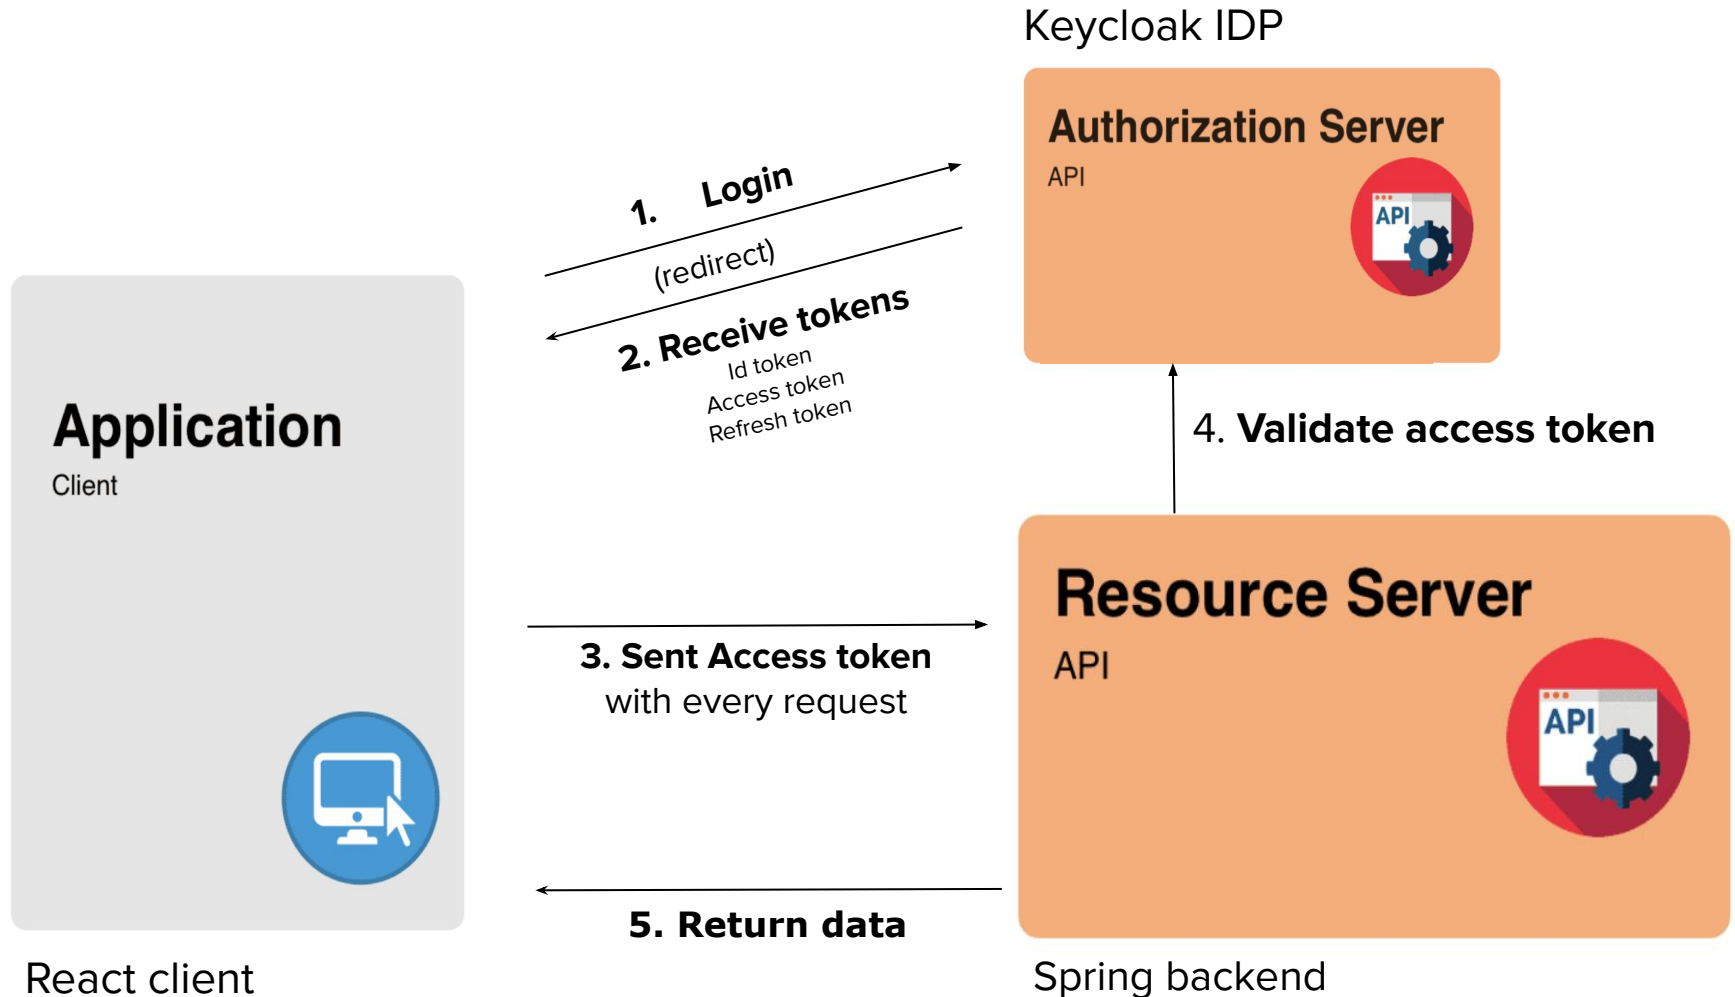 Keycloak IDP
Authorization Server
API
API
1. Login
(redirect)
2. Receive tokens
Id token
Access token
Refresh token
Application
Client
4. Validate access token
Resource Server
API
API
3. Sent Access token
with every request
5. Return data
React client
Spring backend